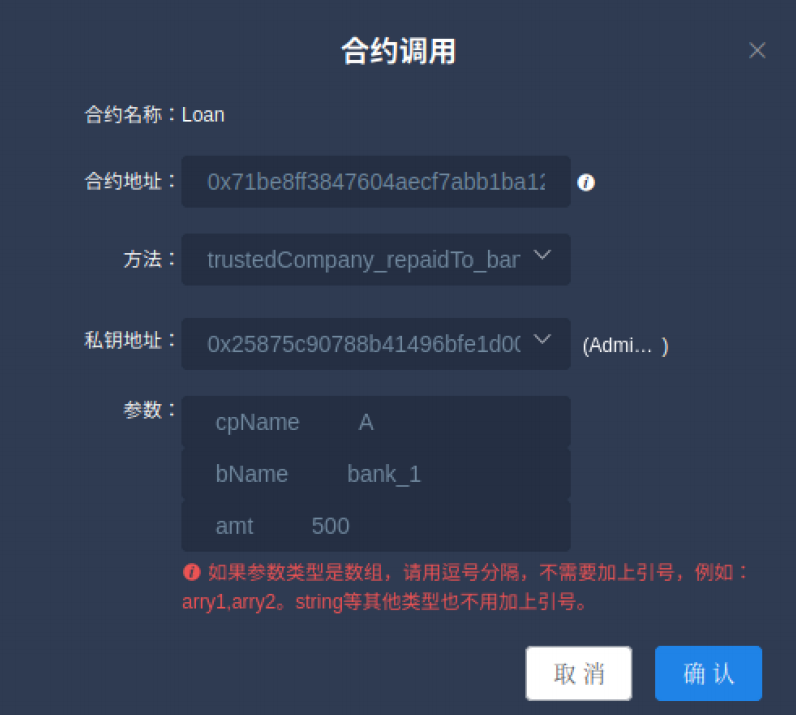 合约调用
合约名称：Loan
合约地址： 0x71be8ff3847604aecf7abb1ba12
方法： trustedCompany_repaidTo_bar
私钥地址： 0x25875c90788b41496bfe1d00 (Admi... )
参数： cpName A
bName bank_1
amt 500
如果参数类型是数组，请用逗号分隔，不需要加上引号，例如：
arry1,arry2。string等其他类型也不用加上引号。
取消 确认